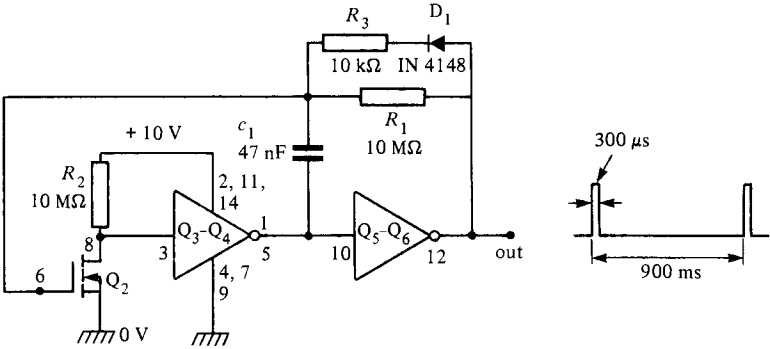 R3 D1
10 kΩ IN 4148
+ 10 V
c1
47 nF
R1
10 MΩ
R2
10 MΩ
2, 11,
14
300 μs
8
3
Q3–Q4
1
5
10
Q5–Q6
12
out
6
Q2
4, 7
9
900 ms
0 V